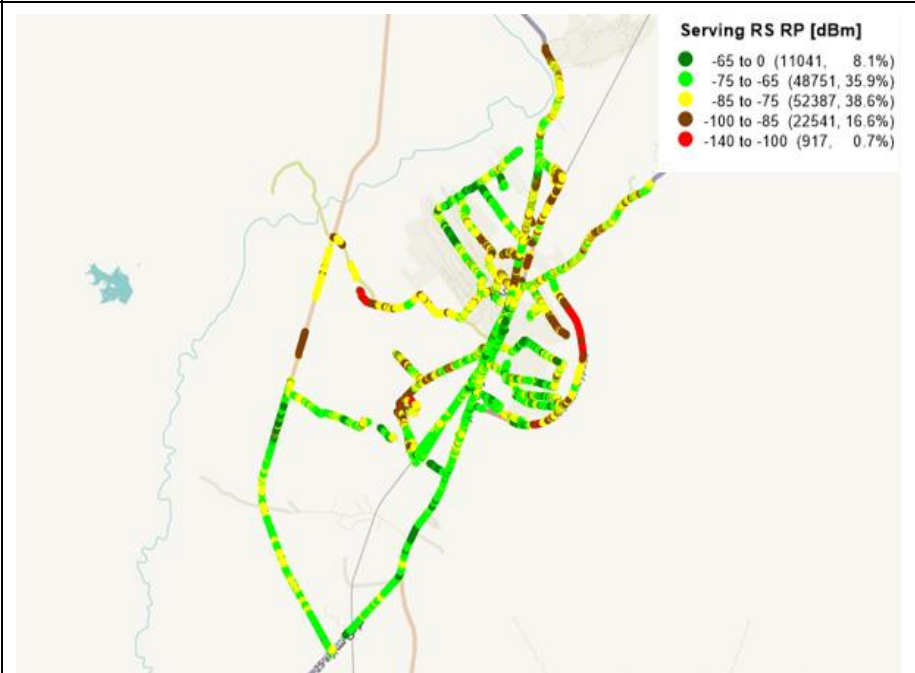 Serving RS RP [dBm]
-65 to 0 (11041, 8.1%)
-75 to -65 (48751, 35.9%)
-85 to -75 (52387, 38.6%)
-100 to -85 (22541, 16.6%)
-140 to -100 (917, 0.7%)